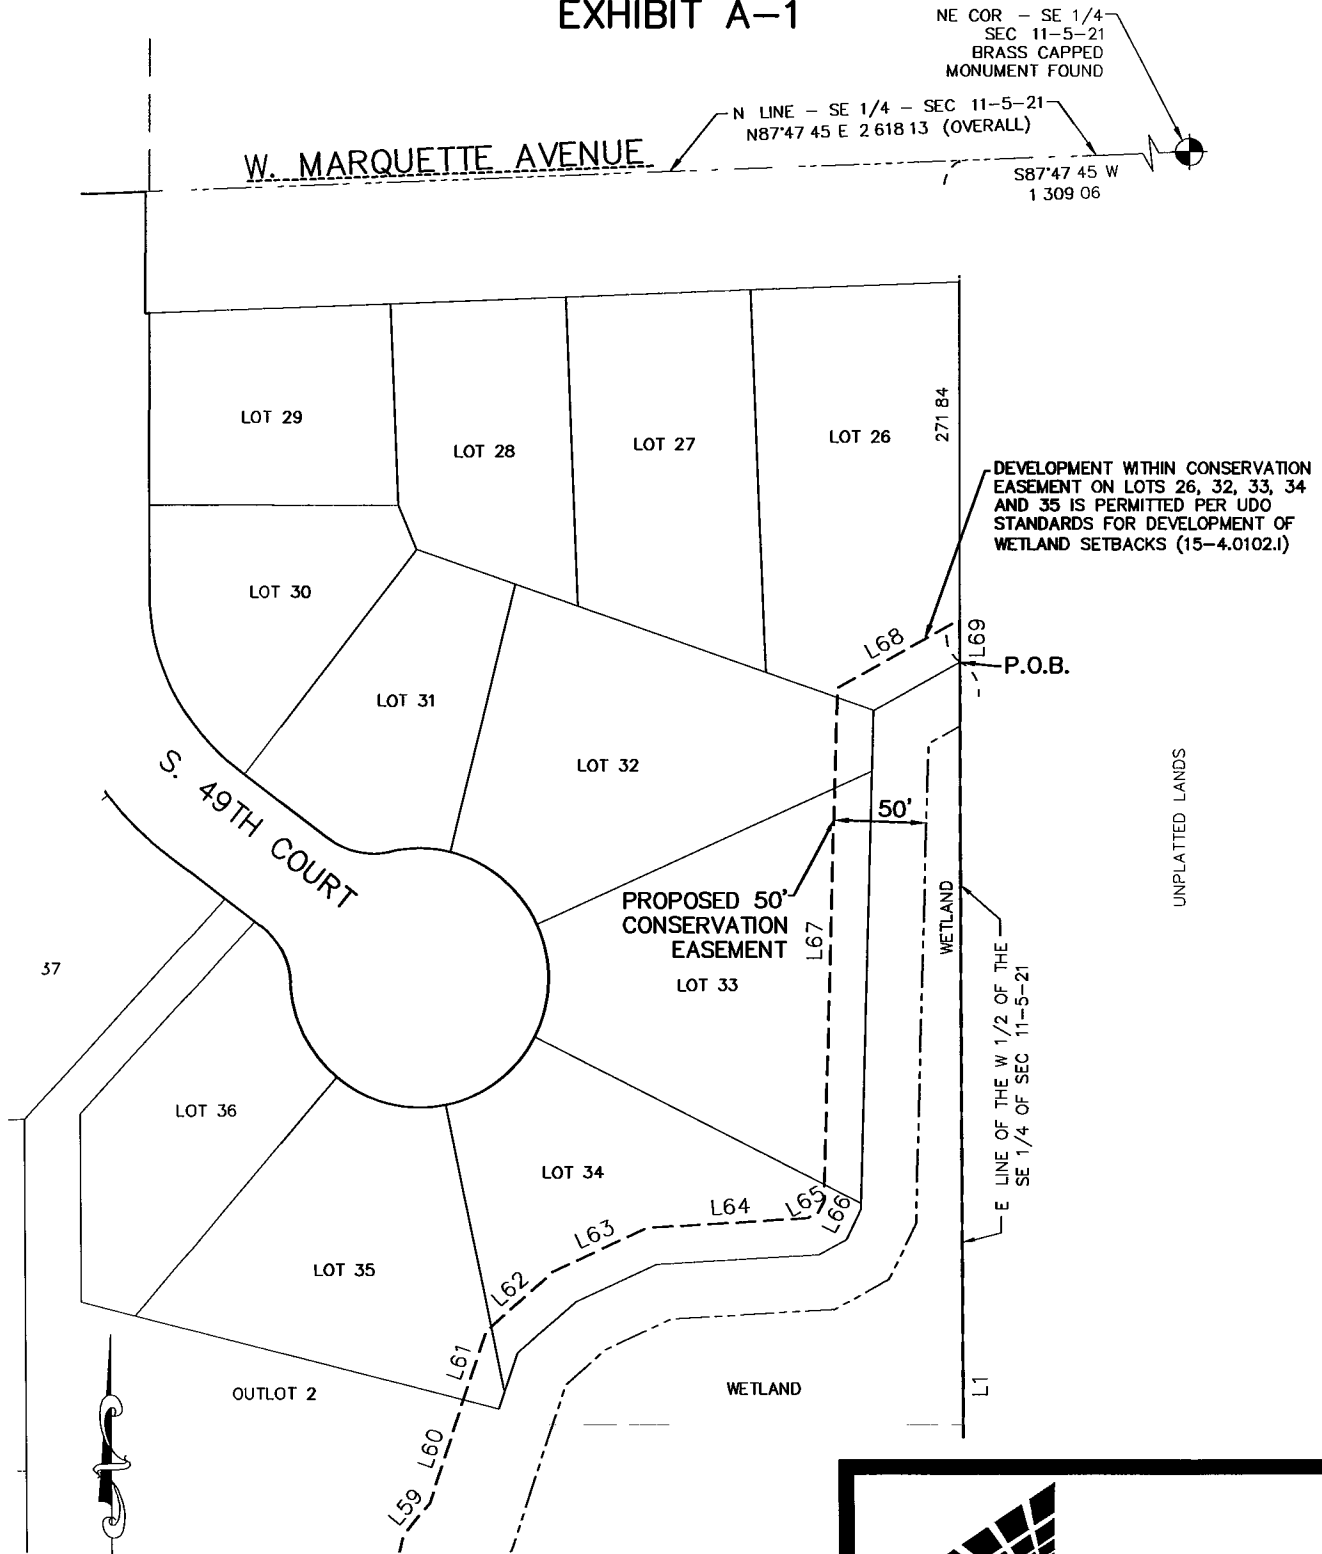 EXHIBIT A-1
NE COR - SE 1/4
SEC 11-5-21
BRASS CAPPED
MONUMENT FOUND
N LINE - SE 1/4 - SEC 11-5-21
N87°47 45 E 2 618 13 (OVERALL)
W. MARQUETTE AVENUE
S87°47 45 W
1 309 06
LOT 29
LOT 28
LOT 27
LOT 26
271 84
DEVELOPMENT WITHIN CONSERVATION
EASEMENT ON LOTS 26, 32, 33, 34
AND 35 IS PERMITTED PER UDO
STANDARDS FOR DEVELOPMENT OF
WETLAND SETBACKS (15-4.0102.I)
LOT 30
L68
L69
P.O.B.
LOT 31
LOT 32
S. 49TH COURT
50'
UNPLATTED LANDS
PROPOSED 50'
CONSERVATION
EASEMENT
L67
WETLAND
E LINE OF THE W 1/2 OF THE
SE 1/4 OF SEC 11-5-21
37
LOT 33
LOT 36
LOT 34
L65
L66
L64
L63
LOT 35
L62
L61
OUTLOT 2
WETLAND
L1
L60
L59